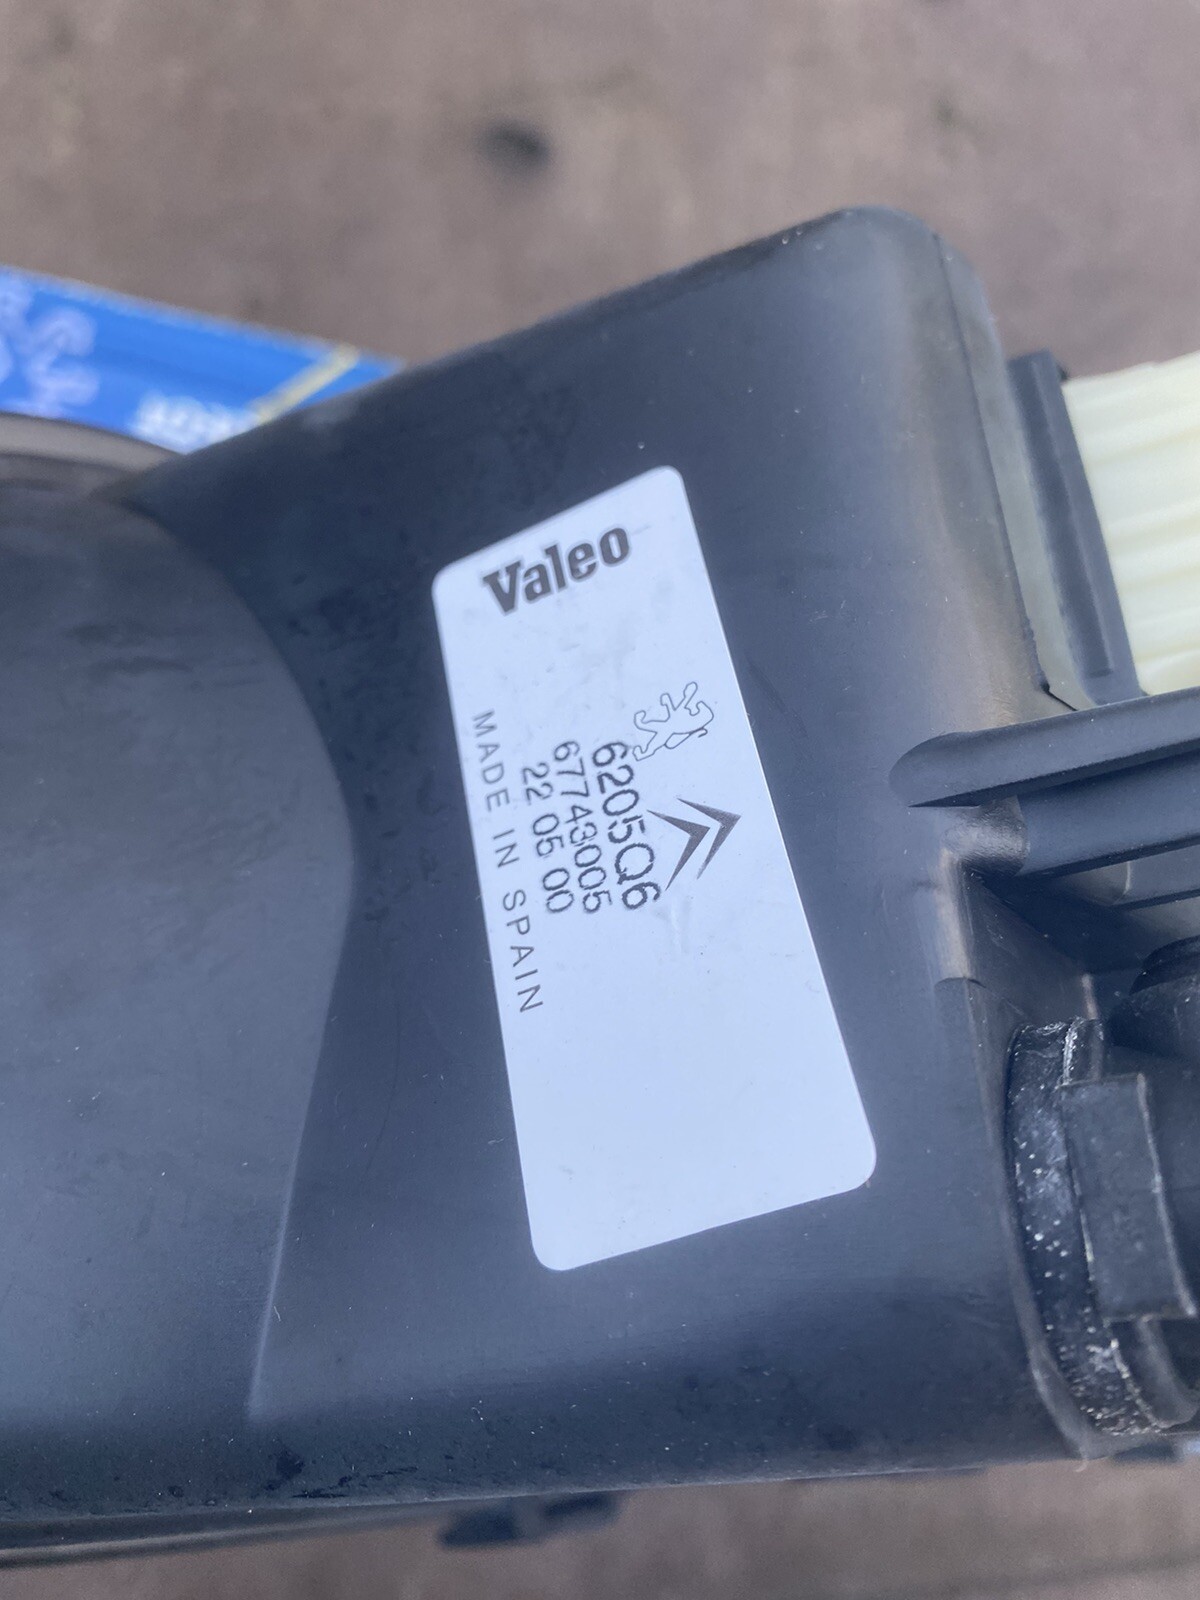 Valeo
6205Q6
67743005
22 05 00
MADE IN SPAIN